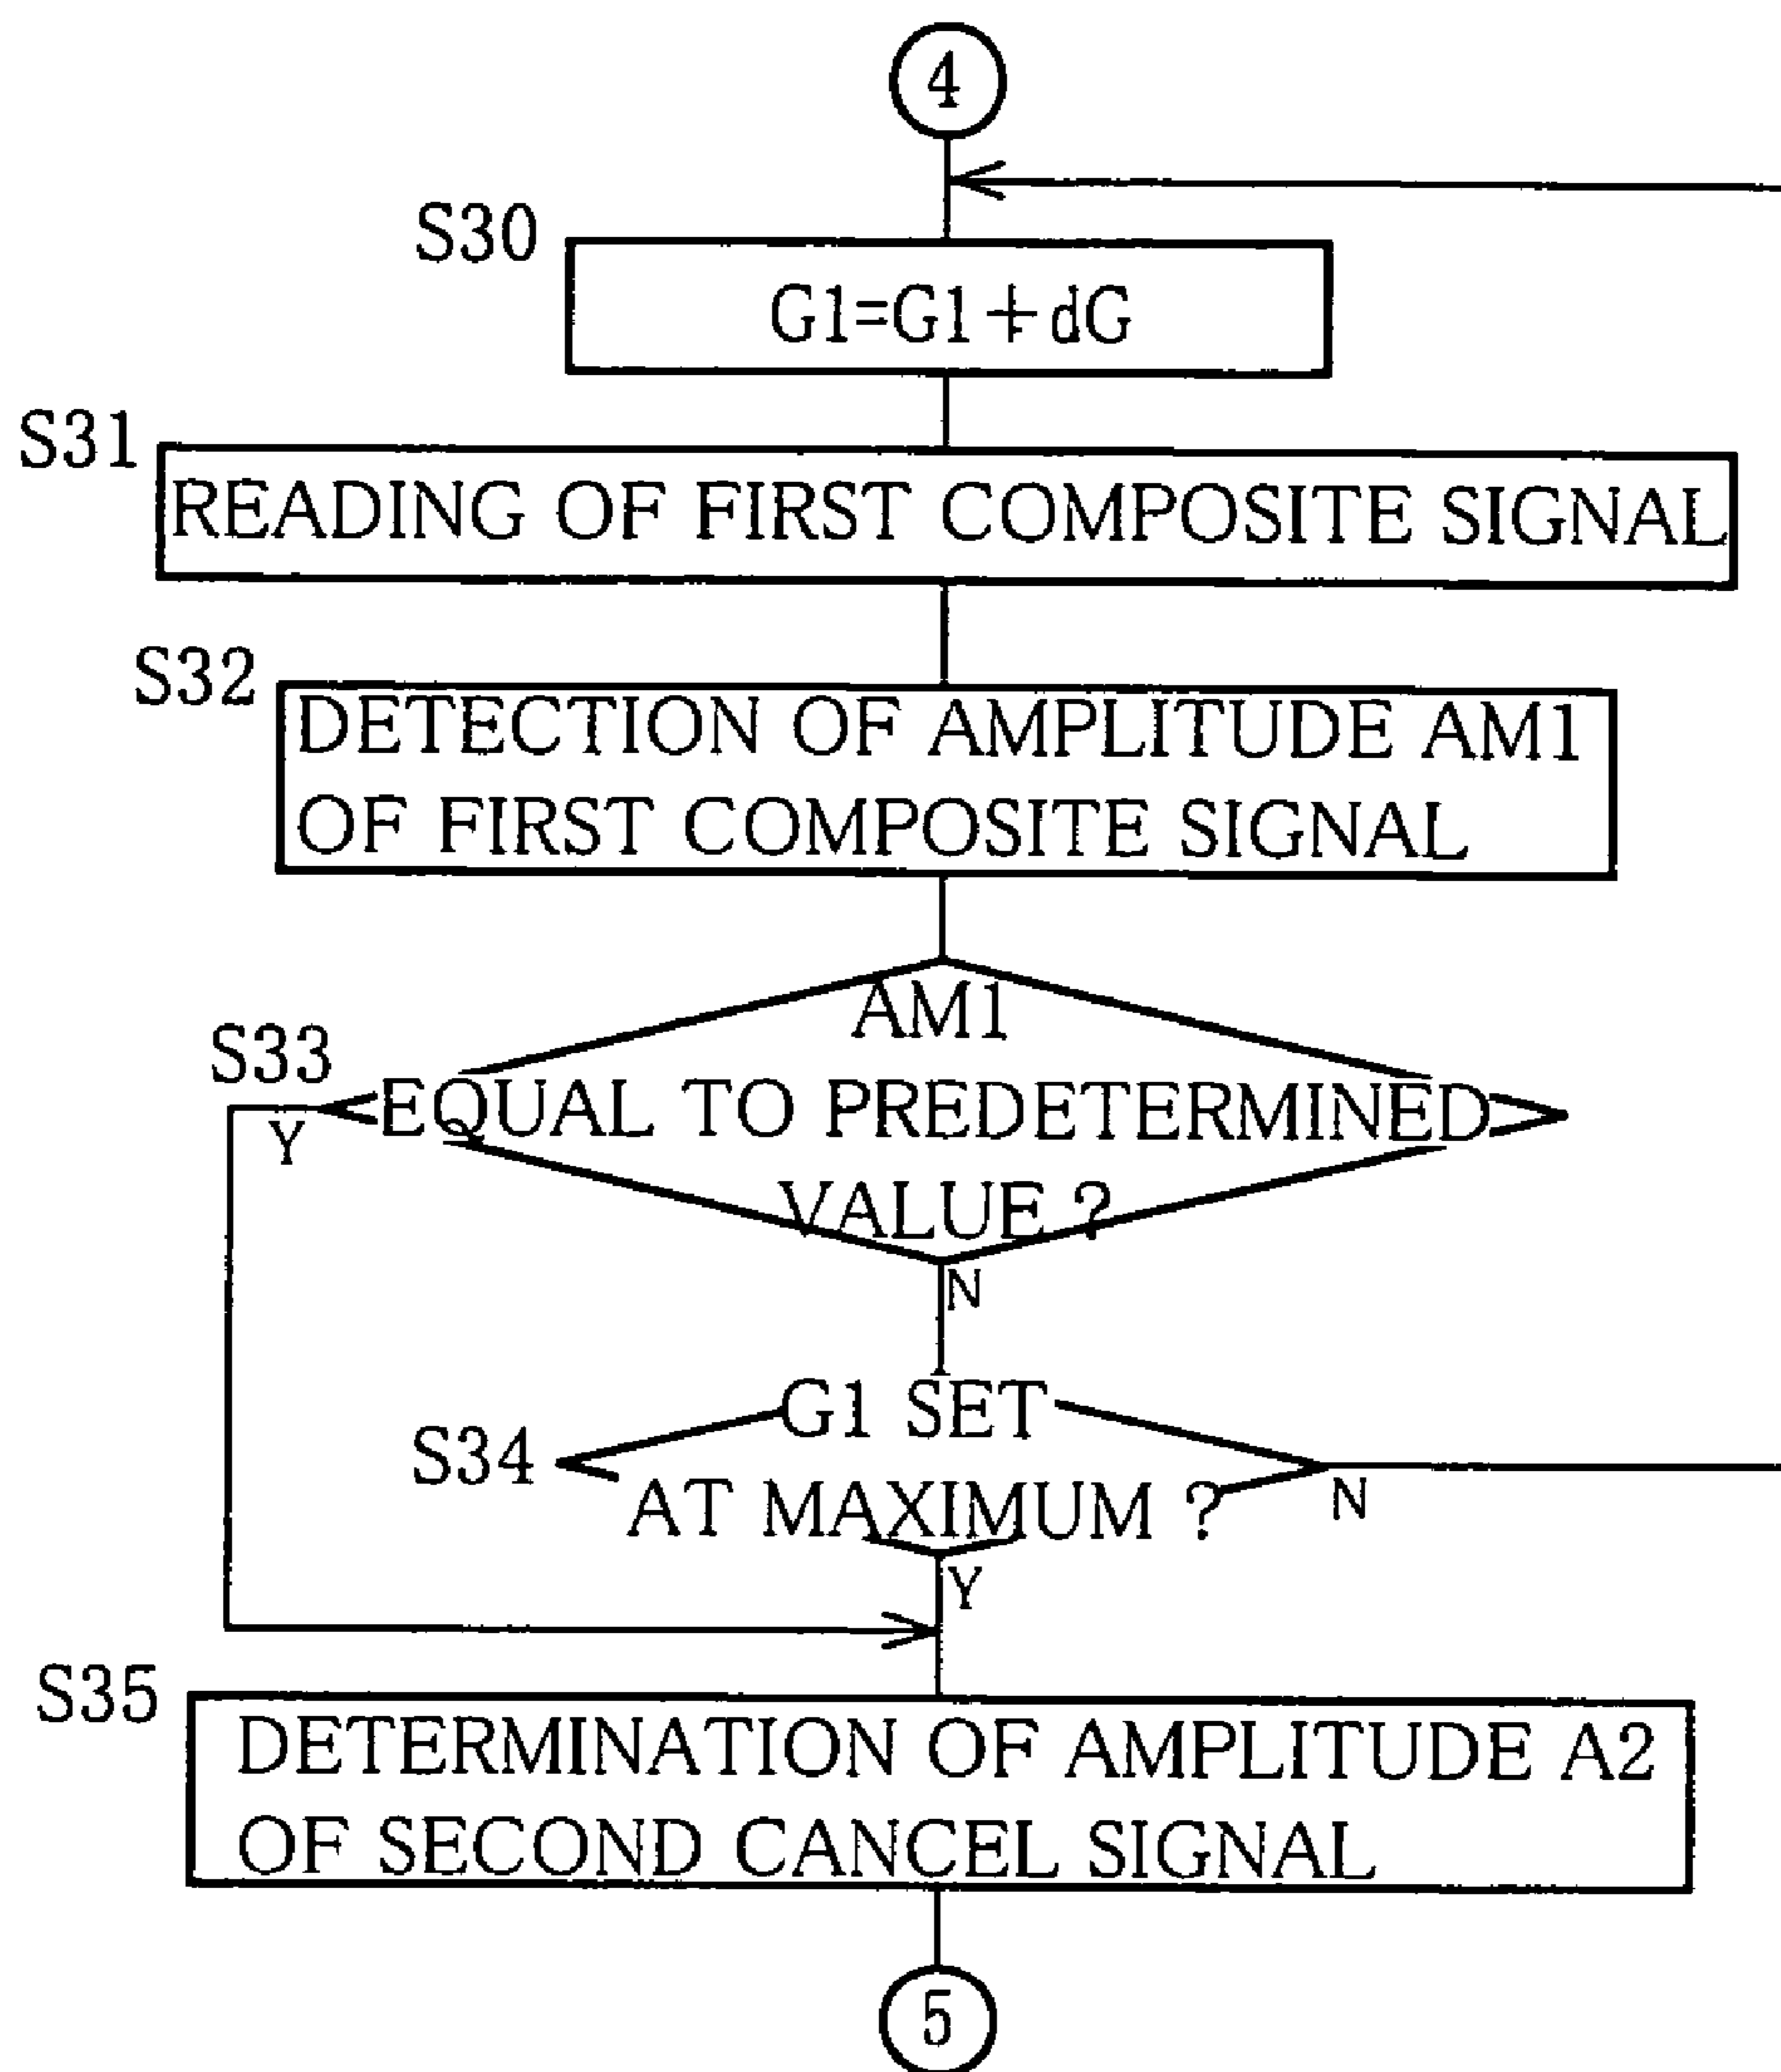 4
S30
G1=G1+dG
S31
READING OF FIRST COMPOSITE SIGNAL
S32
DETECTION OF AMPLITUDE AM1
OF FIRST COMPOSITE SIGNAL
AM1
S33
EQUAL TO PREDETERMINED
Y
VALUE ?
N
G1 SET
S34
AT MAXIMUM ?
N
Y
S35
DETERMINATION OF AMPLITUDE A2
OF SECOND CANCEL SIGNAL
5